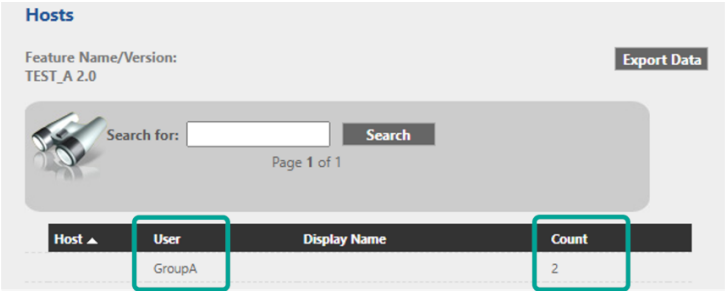 Hosts
Feature Name/Version:
TEST_A 2.0
Export Data
Search for:
Search
Page 1 of 1
Host User Display Name Count
GroupA 2